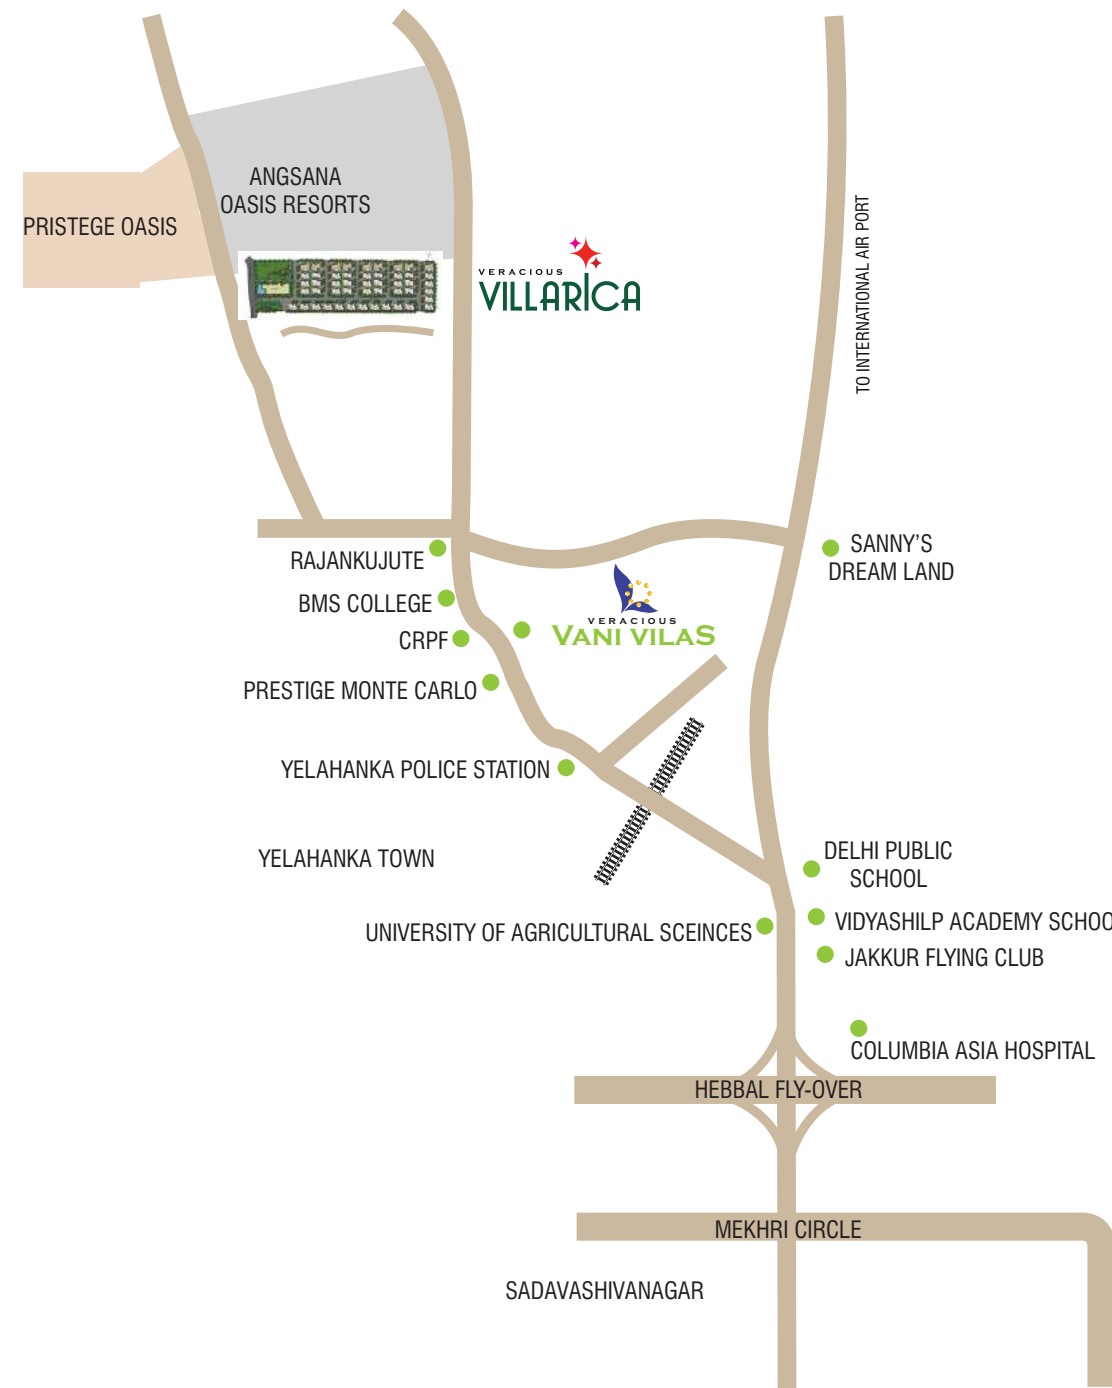 ANGSANA
OASIS RESORTS
PRISTEGE OASIS
TO INTERNATIONAL AIR PORT
VERACIOUS
VILLARICA
RAJANKUJUTE
SANNY'S
DREAM LAND
BMS COLLEGE
VERACIOUS
VANI VILAS
CRPF
PRESTIGE MONTE CARLO
YELAHANKA POLICE STATION
YELAHANKA TOWN
DELHI PUBLIC
SCHOOL
VIDYASHILP ACADEMY SCHOO
UNIVERSITY OF AGRICULTURAL SCEINCES
JAKKUR FLYING CLUB
COLUMBIA ASIA HOSPITAL
HEBBAL FLY-OVER
MEKHRI CIRCLE
SADAVASHIVANAGAR